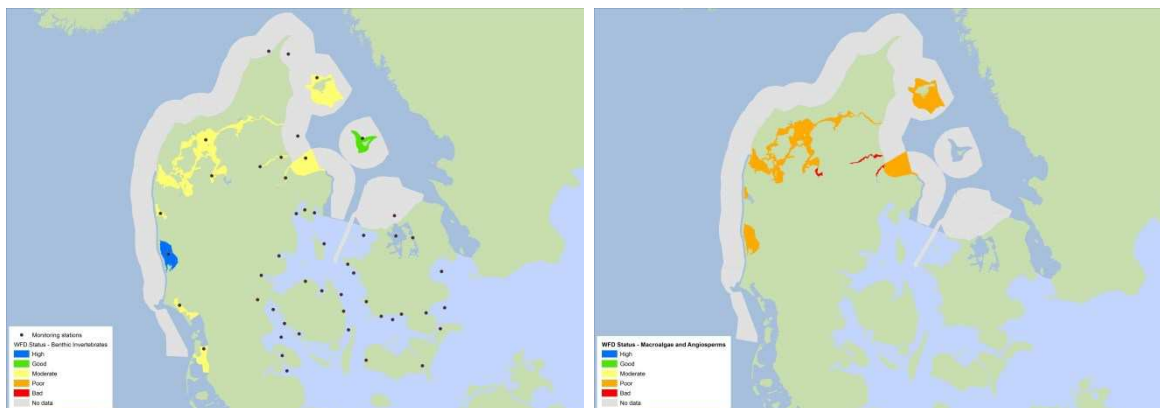 Monitoring stations
WFD Status - Benthic Invertebrates
High
Good
Moderate
Poor
Bad
No data
WFD Status - Macroalgae and Angiosperms
High
Good
Moderate
Poor
Bad
No data